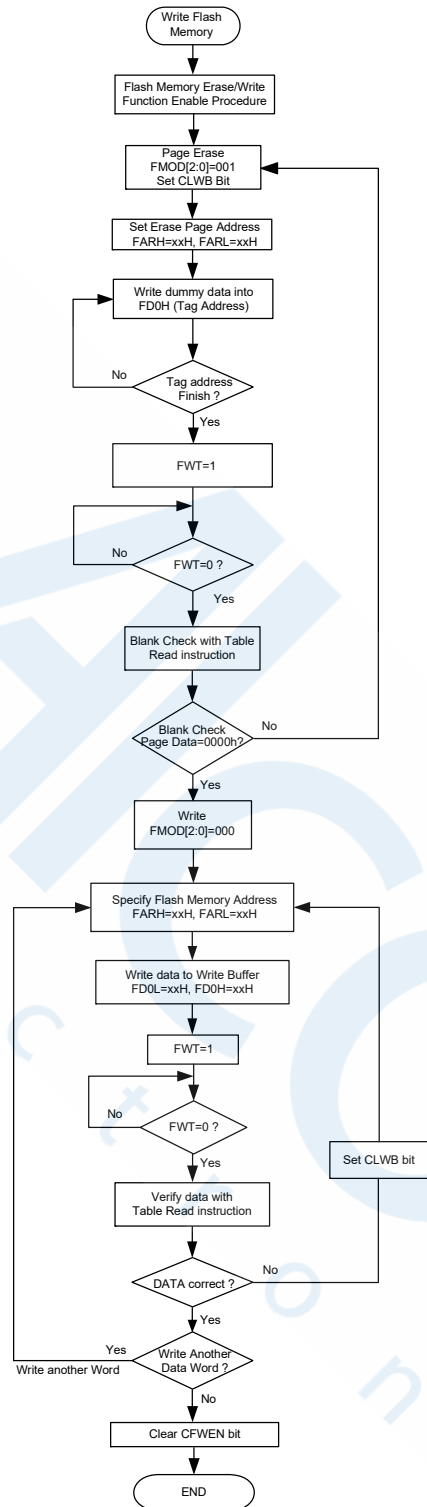 Write Flash
Memory
Flash Memory Erase/Write
Function Enable Procedure
Page Erase
FMOD[2:0]=001
Set CLWB Bit
Set Erase Page Address
FARH=xxH, FARL=xxH
Write dummy data into
FD0H (Tag Address)
No
Tag address
Finish ?
Yes
FWT=1
No
FWT=0 ?
Yes
Blank Check with Table
Read instruction
Blank Check
Page Data=0000h?
No
Yes
Write
FMOD[2:0]=000
Specify Flash Memory Address
FARH=xxH, FARL=xxH
Write data to Write Buffer
FD0L=xxH, FD0H=xxH
FWT=1
No
FWT=0 ?
Yes
Set CLWB bit
Verify data with
Table Read instruction
DATA correct ?
No
Yes
Yes
Write another Word
Write Another
Data Word ?
No
Clear CFWEN bit
END